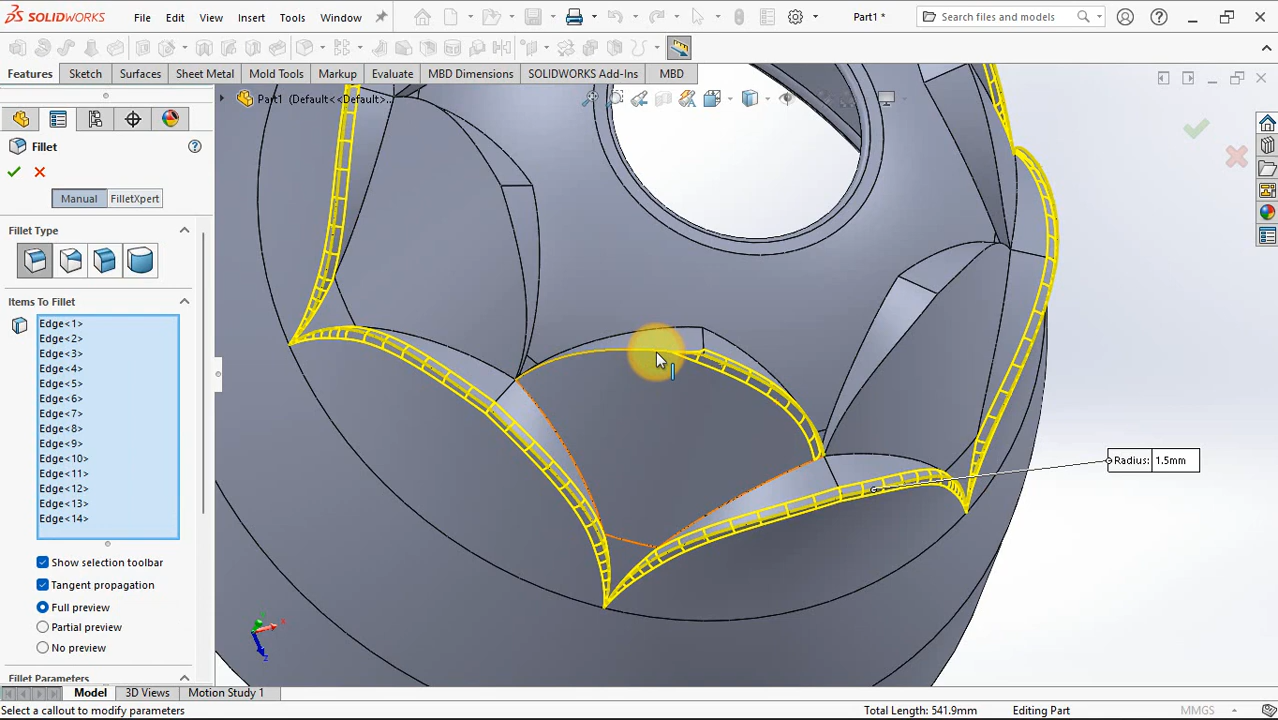 SOLIDWORKS
File
Edit
View
Insert
Tools
Window
Part1 *
Search files and models
Features
Sketch
Surfaces
Sheet Metal
Mold Tools
Markup
Evaluate
MBD Dimensions
SOLIDWORKS Add-Ins
MBD
Part1 (Default<<Default>...
Fillet
Manual
FilletXpert
Fillet Type
Items To Fillet
Edge<1>
Edge<2>
Edge<3>
Edge<4>
Edge<5>
Edge<6>
Edge<7>
Edge<8>
Edge<9>
Edge<10>
Edge<11>
Edge<12>
Edge<13>
Edge<14>
Show selection toolbar
Tangent propagation
Full preview
Partial preview
No preview
Fillet Parameters
Radius: 1.5mm
Model
3D Views
Motion Study 1
Select a callout to modify parameters
Total Length: 541.9mm
Editing Part
MMGS